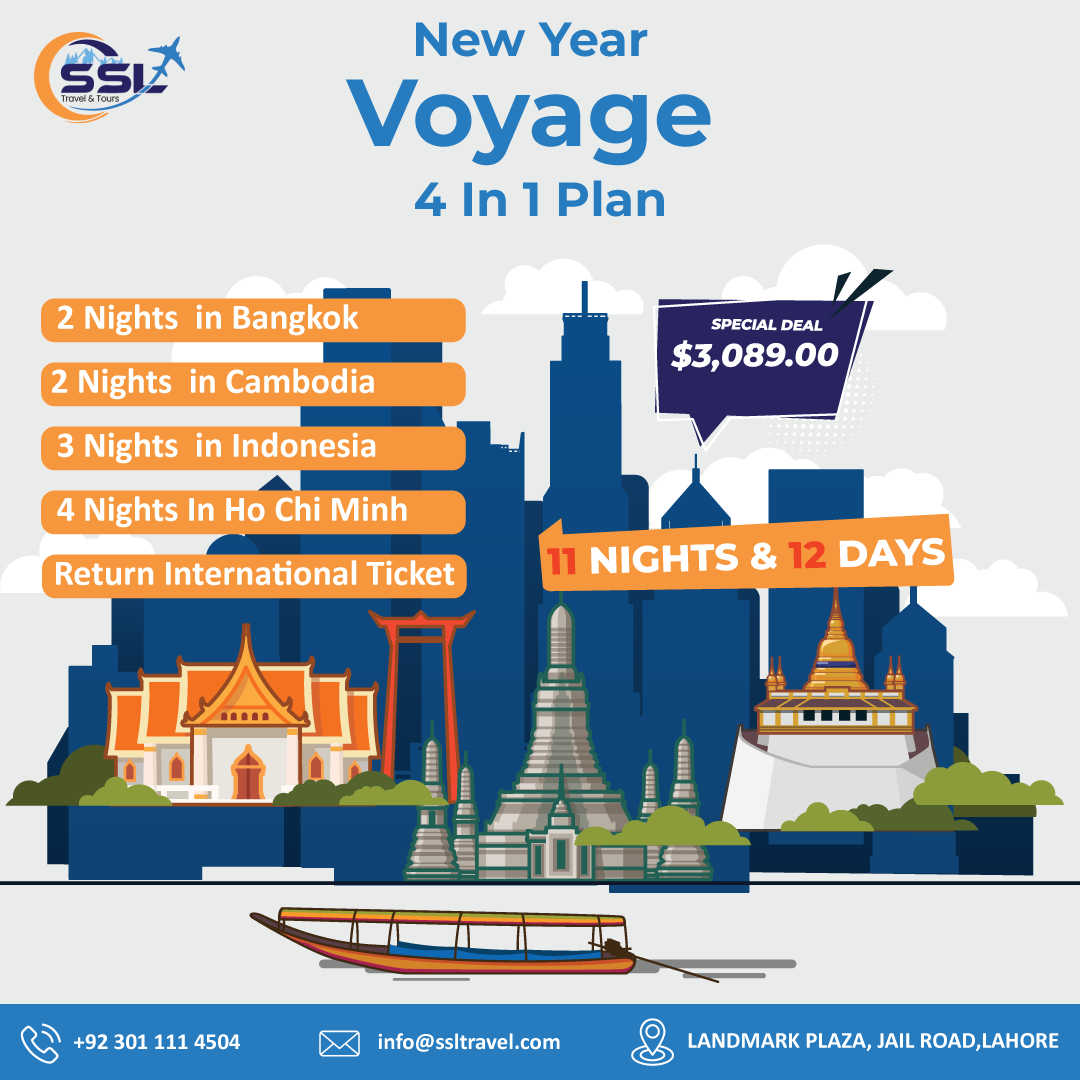 SSL
Travel & Tours
New Year
Voyage
4 In 1 Plan
2 Nights in Bangkok
2 Nights in Cambodia
3 Nights in Indonesia
4 Nights In Ho Chi Minh
Return International Ticket
SPECIAL DEAL
$3,089.00
11 NIGHTS & 12 DAYS
+92 301 111 4504
info@ssltravel.com
LANDMARK PLAZA, JAIL ROAD,LAHORE